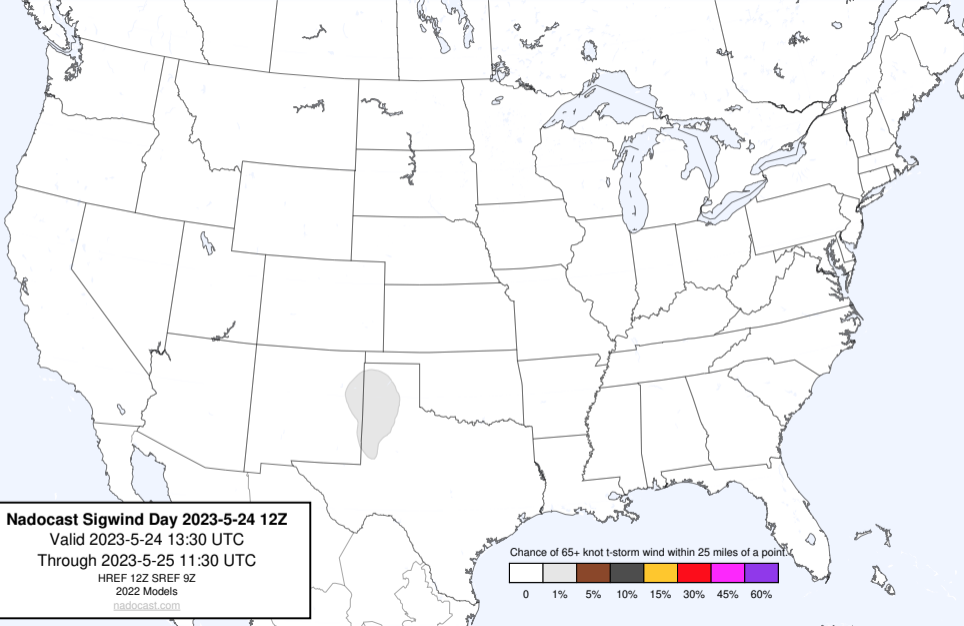 Nadocast Sigwind Day 2023-5-24 12Z
Valid 2023-5-24 13:30 UTC
Through 2023-5-25 11:30 UTC
HREF 12Z SREF 9Z
2022 Models
nadocast.com
Chance of 65+ knot t-storm wind within 25 miles of a point.
0 1% 5% 10% 15% 30% 45% 60%